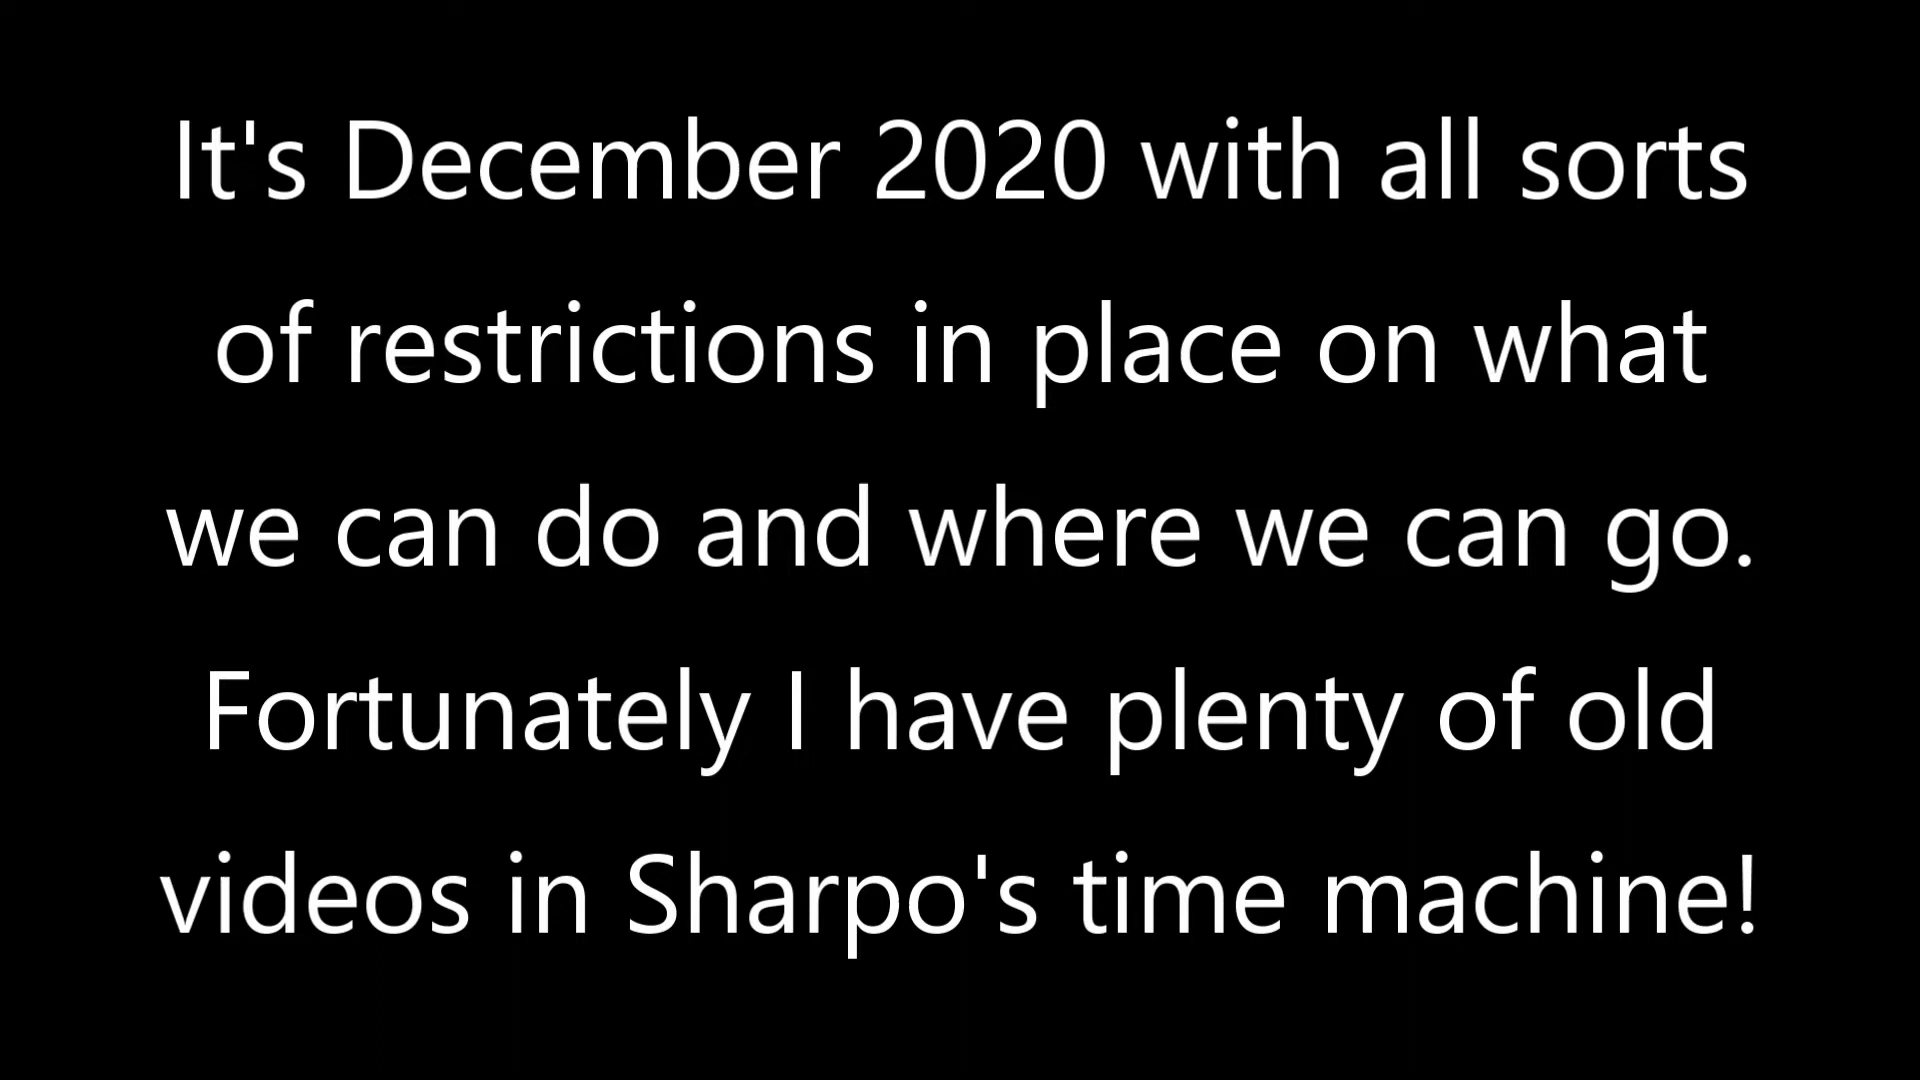 It's December 2020 with all sorts
of restrictions in place on what
we can do and where we can go.
Fortunately I have plenty of old
videos in Sharpo's time machine!